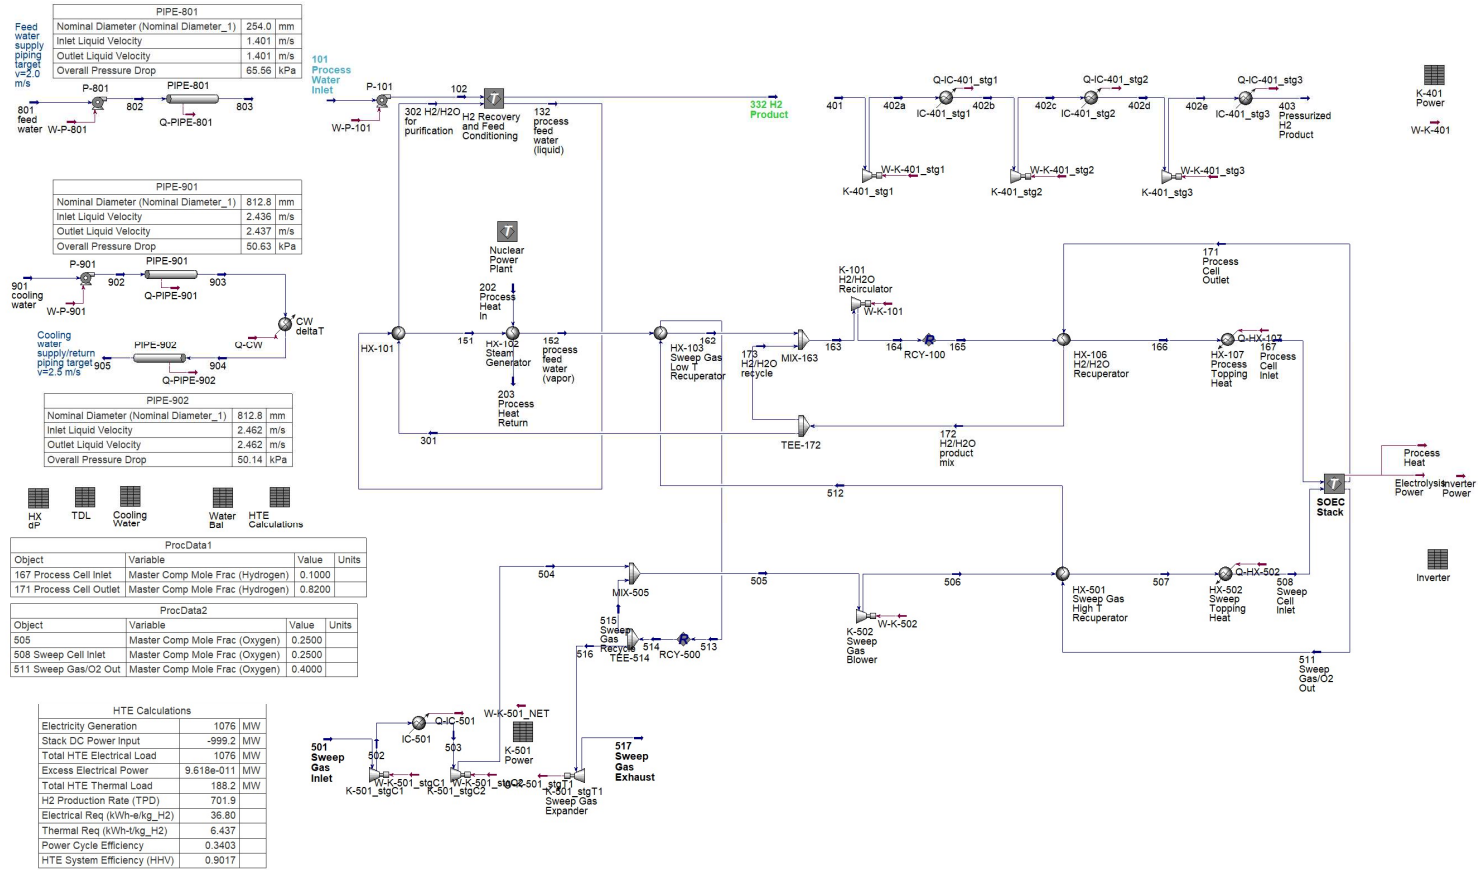 Feed
water
supply
piping
target
v=2.0
m/s
PIPE-801
Nominal Diameter (Nominal Diameter_1) 254.0 mm
Inlet Liquid Velocity 1.401 m/s
Outlet Liquid Velocity 1.401 m/s
Overall Pressure Drop 65.56 kPa
P-801
PIPE-801
801
feed
water
802
803
W-P-801
Q-PIPE-801
101
Process
Water
Inlet
P-101
W-P-101
102
302 H2/H2O
for
purification
H2 Recovery
and Feed
Conditioning
132
process
feed
water
(liquid)
332 H2
Product
401
402a
Q-IC-401_stg1
IC-401_stg1
402b
402c
Q-IC-401_stg2
IC-401_stg2
402d
402e
Q-IC-401_stg3
IC-401_stg3
403
Pressurized
H2
Product
W-K-401_stg1
K-401_stg1
W-K-401_stg2
K-401_stg2
W-K-401_stg3
K-401_stg3
K-401
Power
W-K-401
PIPE-901
Nominal Diameter (Nominal Diameter_1) 812.8 mm
Inlet Liquid Velocity 2.436 m/s
Outlet Liquid Velocity 2.437 m/s
Overall Pressure Drop 50.63 kPa
P-901
PIPE-901
901
cooling
water
902
903
W-P-901
Q-PIPE-901
CW
deltaT
Q-CW
Cooling
water
supply/return
piping target
v=2.5 m/s
905
PIPE-902
904
Q-PIPE-902
PIPE-902
Nominal Diameter (Nominal Diameter_1) 812.8 mm
Inlet Liquid Velocity 2.462 m/s
Outlet Liquid Velocity 2.462 m/s
Overall Pressure Drop 50.14 kPa
Nuclear
Power
Plant
202
Process
Heat
In
HX-101
151
HX-102
Steam
Generator
152
process
feed
water
(vapor)
203
Process
Heat
Return
301
HX-103
Sweep Gas
Low T
Recuperator
162
173
H2/H2O
recycle
MIX-163
163
K-101
H2/H2O
Recirculator
W-K-101
164
RCY-100
165
TEE-172
172
H2/H2O
product
mix
171
Process
Cell
Outlet
HX-106
H2/H2O
Recuperator
166
HX-107
Process
Topping
Heat
Q-HX-107
167
Process
Cell
Inlet
512
SOEC
Stack
Process
Heat
Electrolysis
Power
Inverter
Power
Inverter
HX
dP
TDL
Cooling
Water
Water
Bal
HTE
Calculations
ProcData1
Object Variable Value Units
167 Process Cell Inlet Master Comp Mole Frac (Hydrogen) 0.1000
171 Process Cell Outlet Master Comp Mole Frac (Hydrogen) 0.8200
ProcData2
Object Variable Value Units
505 Master Comp Mole Frac (Oxygen) 0.2500
508 Sweep Cell Inlet Master Comp Mole Frac (Oxygen) 0.2500
511 Sweep Gas/O2 Out Master Comp Mole Frac (Oxygen) 0.4000
504
MIX-505
505
515
Sweep
Gas
Recycle
TEE-514
514
RCY-500
513
516
K-502
Sweep
Gas
Blower
W-K-502
506
HX-501
Sweep Gas
High T
Recuperator
507
HX-502
Sweep
Topping
Heat
Q-HX-502
508
Sweep
Cell
Inlet
511
Sweep
Gas/O2
Out
HTE Calculations
Electricity Generation 1076 MW
Stack DC Power Input -999.2 MW
Total HTE Electrical Load 1076 MW
Excess Electrical Power 9.618e-011 MW
Total HTE Thermal Load 188.2 MW
H2 Production Rate (TPD) 701.9
Electrical Req (kWh-e/kg_H2) 36.80
Thermal Req (kWh-t/kg_H2) 6.437
Power Cycle Efficiency 0.3403
HTE System Efficiency (HHV) 0.9017
501
Sweep
Gas
Inlet
502
Q-IC-501
IC-501
503
W-K-501_stgC1
K-501_stgC1
K-501_stgC2
W-K-501_NET
K-501
Power
K-501_stgT1
Sweep Gas
Expander
517
Sweep
Gas
Exhaust